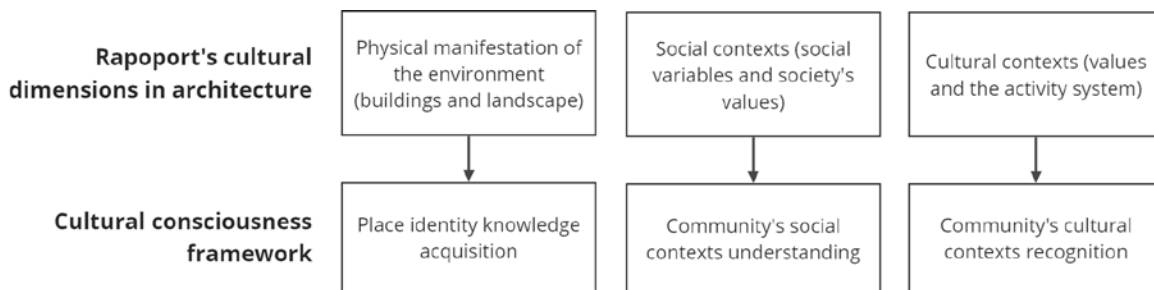 Rapoport's cultural
dimensions in architecture
Physical manifestation of
the environment
(buildings and landscape)
Social contexts (social
variables and society's
values)
Cultural contexts (values
and the activity system)
Cultural consciousness
framework
Place identity knowledge
acquisition
Community's social
contexts understanding
Community's cultural
contexts recognition